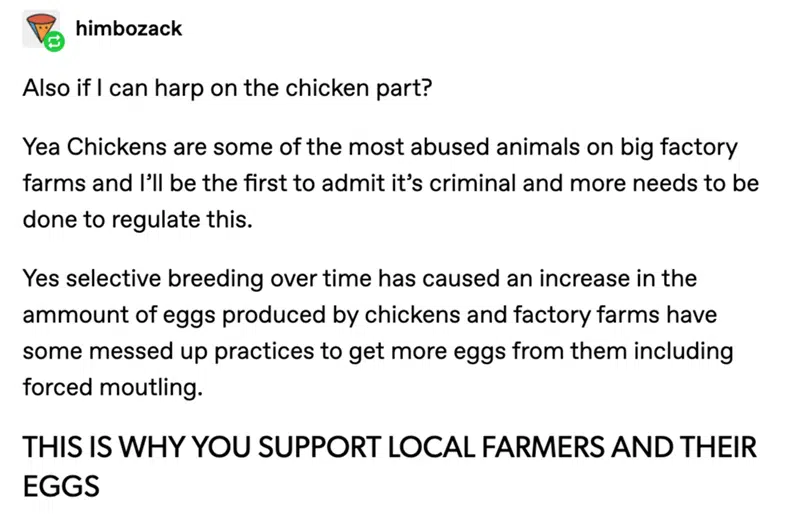 himbozack
Also if I can harp on the chicken part?
Yea Chickens are some of the most abused animals on big factory
farms and I’ll be the first to admit it’s criminal and more needs to be
done to regulate this.
Yes selective breeding over time has caused an increase in the
ammount of eggs produced by chickens and factory farms have
some messed up practices to get more eggs from them including
forced moutling.
THIS IS WHY YOU SUPPORT LOCAL FARMERS AND THEIR
EGGS